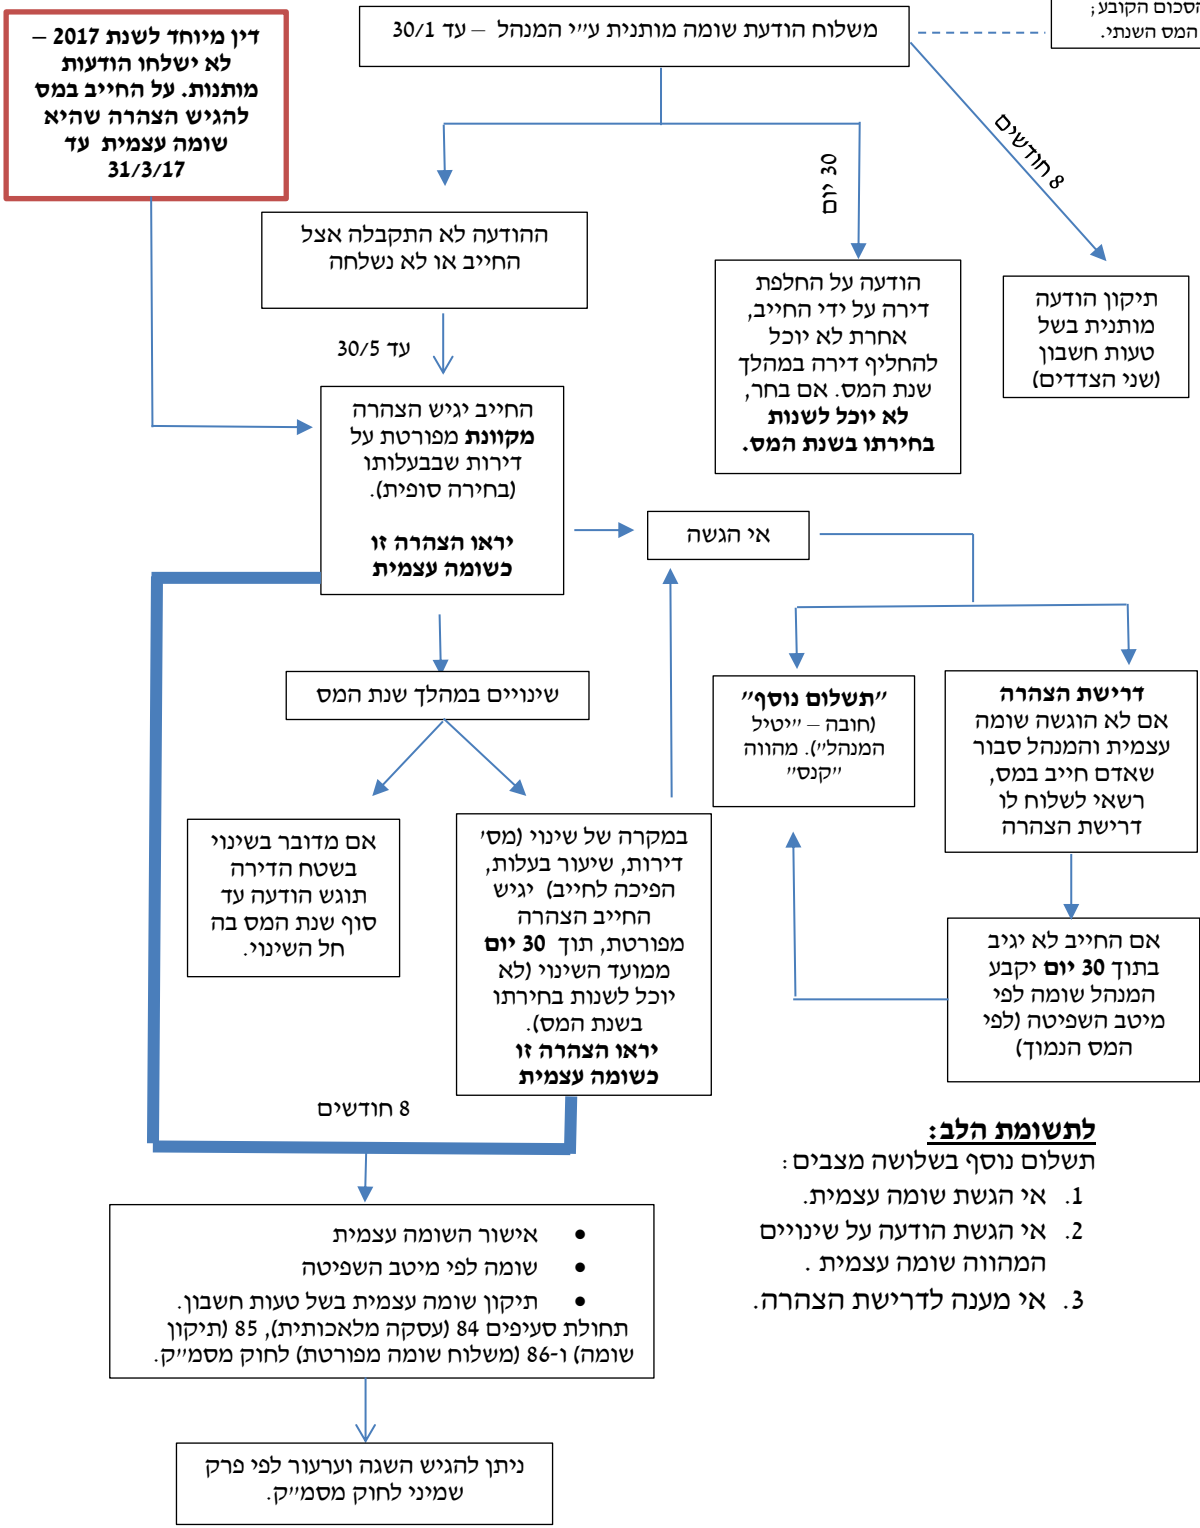 הסכום הקובע;
המס השנתי.
משלוח הודעת שומה מותנית ע״י המנהל – עד 30/1
דין מיוחד לשנת 2017 –
לא ישלחו הודעות
מותנות. על החייב במס
להגיש הצהרה שהיא
שומה עצמית עד
31/3/17
8 חודשים
30 יום
ההודעה לא התקבלה אצל
החייב או לא נשלחה
הודעה על החלפת
דירה על ידי החייב,
אחרת לא יוכל
להחליף דירה במהלך
שנת המס. אם בחר,
לא יוכל לשנות
בחירתו בשנת המס.
תיקון הודעה
מותנית בשל
טעות חשבון
(שני הצדדים)
עד 30/5
החייב יגיש הצהרה
מקוונת מפורטת על
דירות שבבעלותו
(בחירה סופית).
יראו הצהרה זו
כשומה עצמית
אי הגשה
שינויים במהלך שנת המס
״תשלום נוסף״
(חובה – ״יטיל
המנהל״). מהווה
״קנס״
דרישת הצהרה
אם לא הוגשה שומה
עצמית והמנהל סבור
שאדם חייב במס,
רשאי לשלוח לו
דרישת הצהרה
אם מדובר בשינוי
בשטח הדירה
תוגש הודעה עד
סוף שנת המס בה
חל השינוי.
במקרה של שינוי (מס׳
דירות, שיעור בעלות,
הפיכה לחייב) יגיש
החייב הצהרה
מפורטת, תוך 30 יום
ממועד השינוי (לא
יוכל לשנות בחירתו
בשנת המס).
יראו הצהרה זו
כשומה עצמית
אם החייב לא יגיב
בתוך 30 יום יקבע
המנהל שומה לפי
מיטב השפיטה (לפי
המס הנמוך)
8 חודשים
לתשומת הלב:
תשלום נוסף בשלושה מצבים:
1. אי הגשת שומה עצמית.
2. אי הגשת הודעה על שינויים
המהווה שומה עצמית .
3. אי מענה לדרישת הצהרה.
• אישור השומה עצמית
• שומה לפי מיטב השפיטה
• תיקון שומה עצמית בשל טעות חשבון.
תחולת סעיפים 84 (עסקה מלאכותית), 85 (תיקון
שומה) ו-86 (משלוח שומה מפורטת) לחוק מסמ״ק.
ניתן להגיש השגה וערעור לפי פרק
שמיני לחוק מסמ״ק.